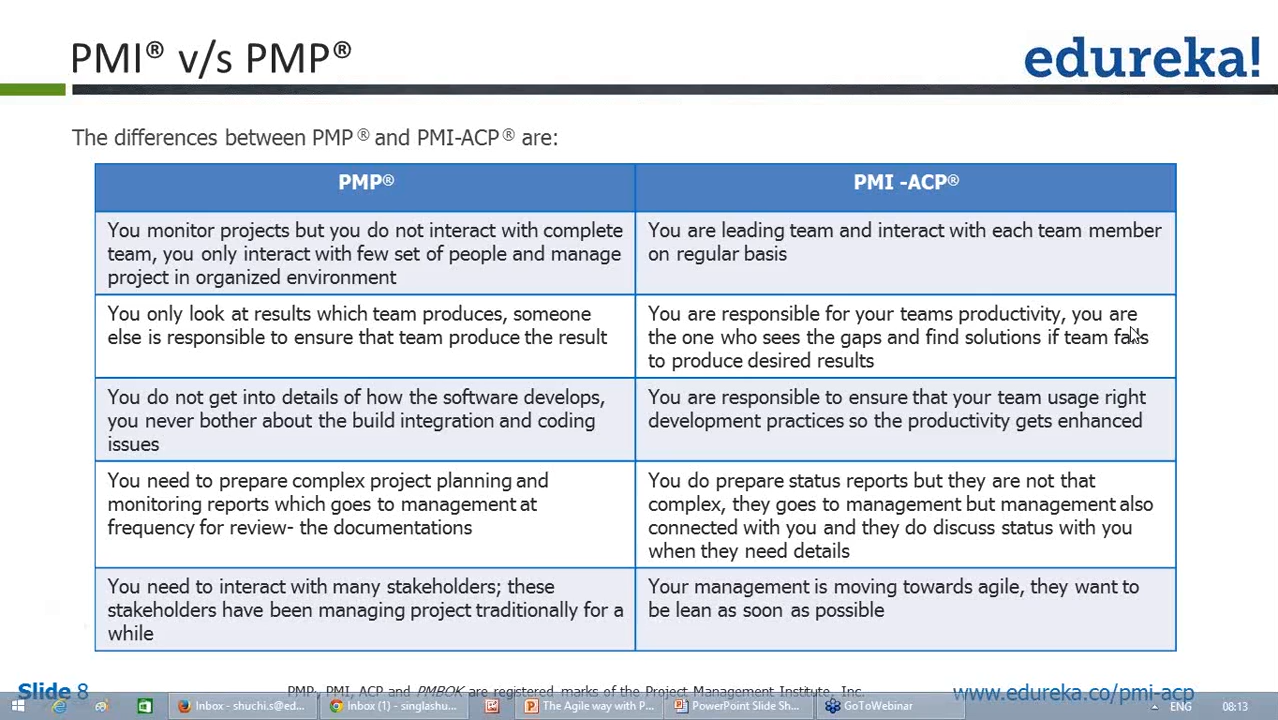 PMI® v/s PMP®
edureka!
The differences between PMP ® and PMI-ACP ® are:
PMP®
PMI -ACP®
You monitor projects but you do not interact with complete
team, you only interact with few set of people and manage
project in organized environment
You are leading team and interact with each team member
on regular basis
You only look at results which team produces, someone
else is responsible to ensure that team produce the result
You are responsible for your teams productivity, you are
the one who sees the gaps and find solutions if team fails
to produce desired results
You do not get into details of how the software develops,
you never bother about the build integration and coding
issues
You are responsible to ensure that your team usage right
development practices so the productivity gets enhanced
You need to prepare complex project planning and
monitoring reports which goes to management at
frequency for review- the documentations
You do prepare status reports but they are not that
complex, they goes to management but management also
connected with you and they do discuss status with you
when they need details
You need to interact with many stakeholders; these
stakeholders have been managing project traditionally for a
while
Your management is moving towards agile, they want to
be lean as soon as possible
Slide 8
PMP, PMI, ACP and PMBOK are registered marks of the Project Management Institute, Inc.
www.edureka.co/pmi-acp
Inbox - shuchi.s@ed...
Inbox (1) - singlashu...
The Agile way with P...
PowerPoint Slide Sh...
GoToWebinar
ENG
08:13